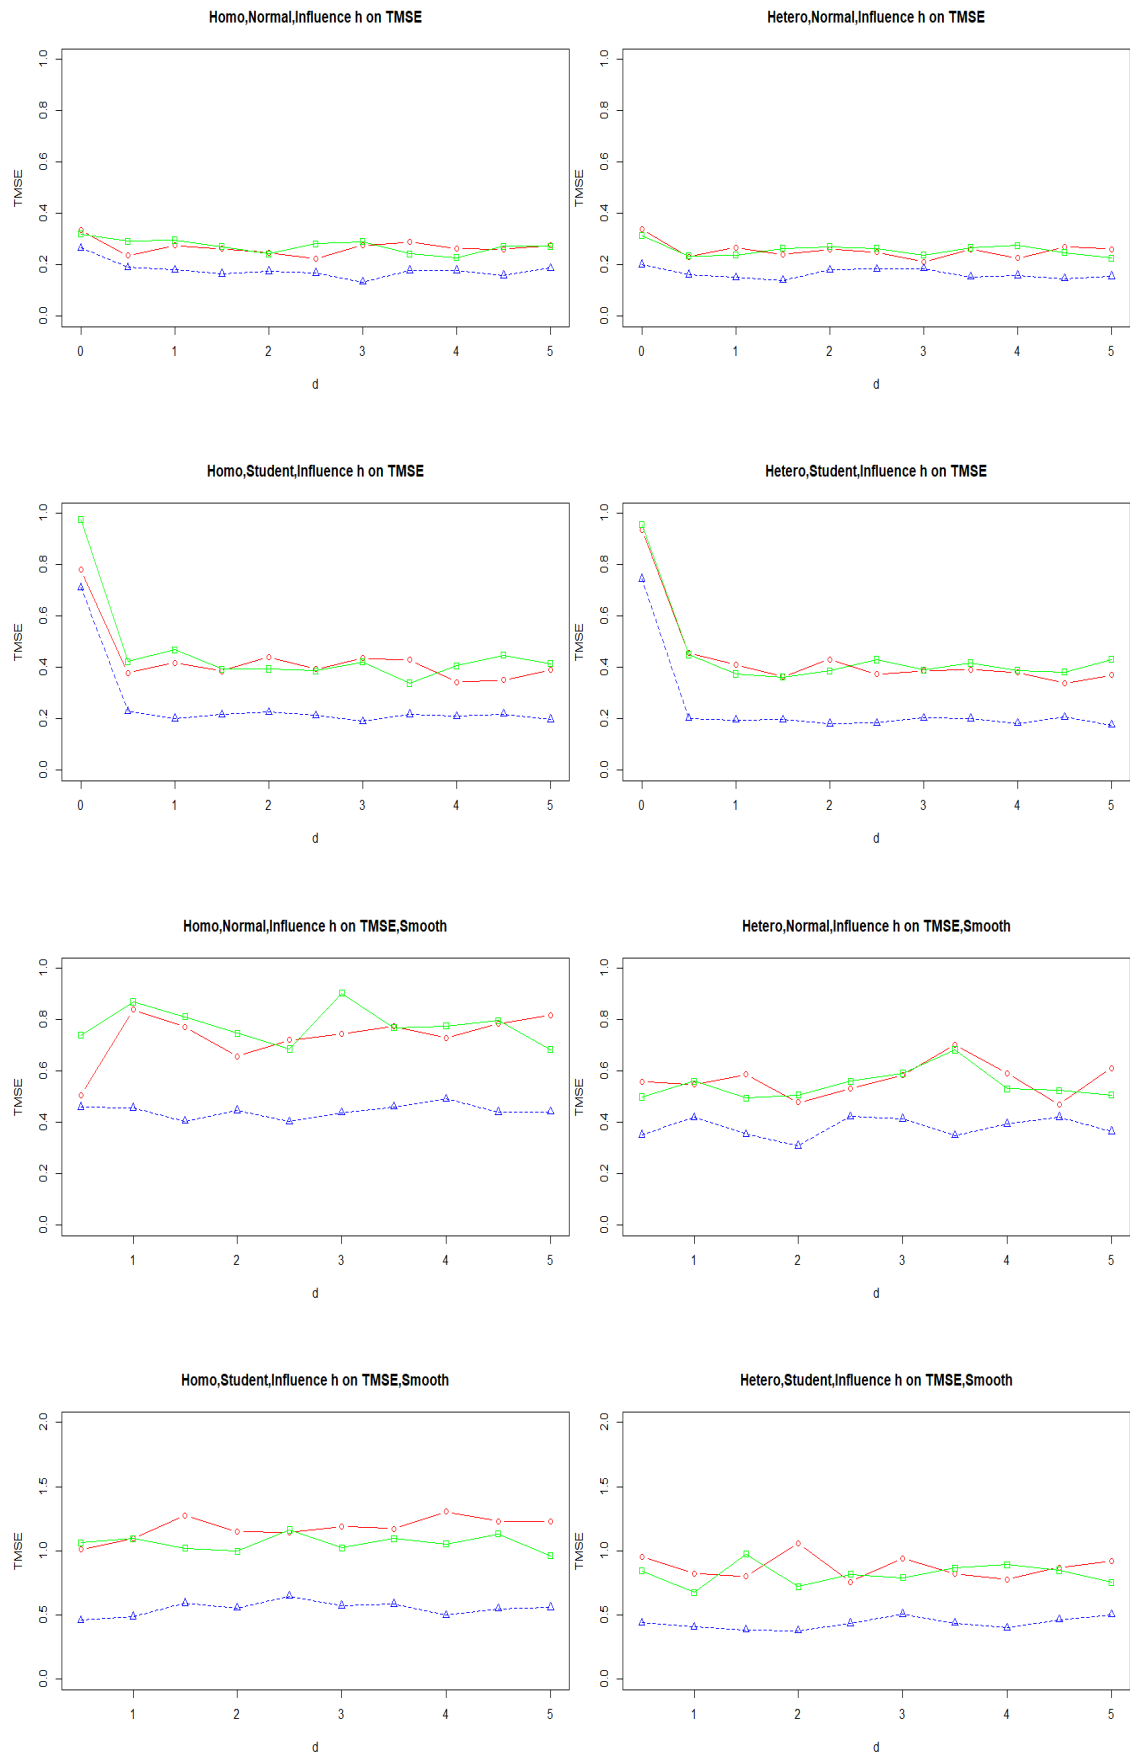 Homo,Normal,Influence h on TMSE
Hetero,Normal,Influence h on TMSE
TMSE
0.0 0.2 0.4 0.6 0.8 1.0
0 1 2 3 4 5
d
TMSE
0.0 0.2 0.4 0.6 0.8 1.0
0 1 2 3 4 5
d
Homo,Student,Influence h on TMSE
Hetero,Student,Influence h on TMSE
TMSE
0.0 0.2 0.4 0.6 0.8 1.0
0 1 2 3 4 5
d
TMSE
0.0 0.2 0.4 0.6 0.8 1.0
0 1 2 3 4 5
d
Homo,Normal,Influence h on TMSE,Smooth
Hetero,Normal,Influence h on TMSE,Smooth
TMSE
0.0 0.2 0.4 0.6 0.8 1.0
1 2 3 4 5
d
TMSE
0.0 0.2 0.4 0.6 0.8 1.0
1 2 3 4 5
d
Homo,Student,Influence h on TMSE,Smooth
Hetero,Student,Influence h on TMSE,Smooth
TMSE
0.0 0.5 1.0 1.5 2.0
1 2 3 4 5
d
TMSE
0.0 0.5 1.0 1.5 2.0
1 2 3 4 5
d